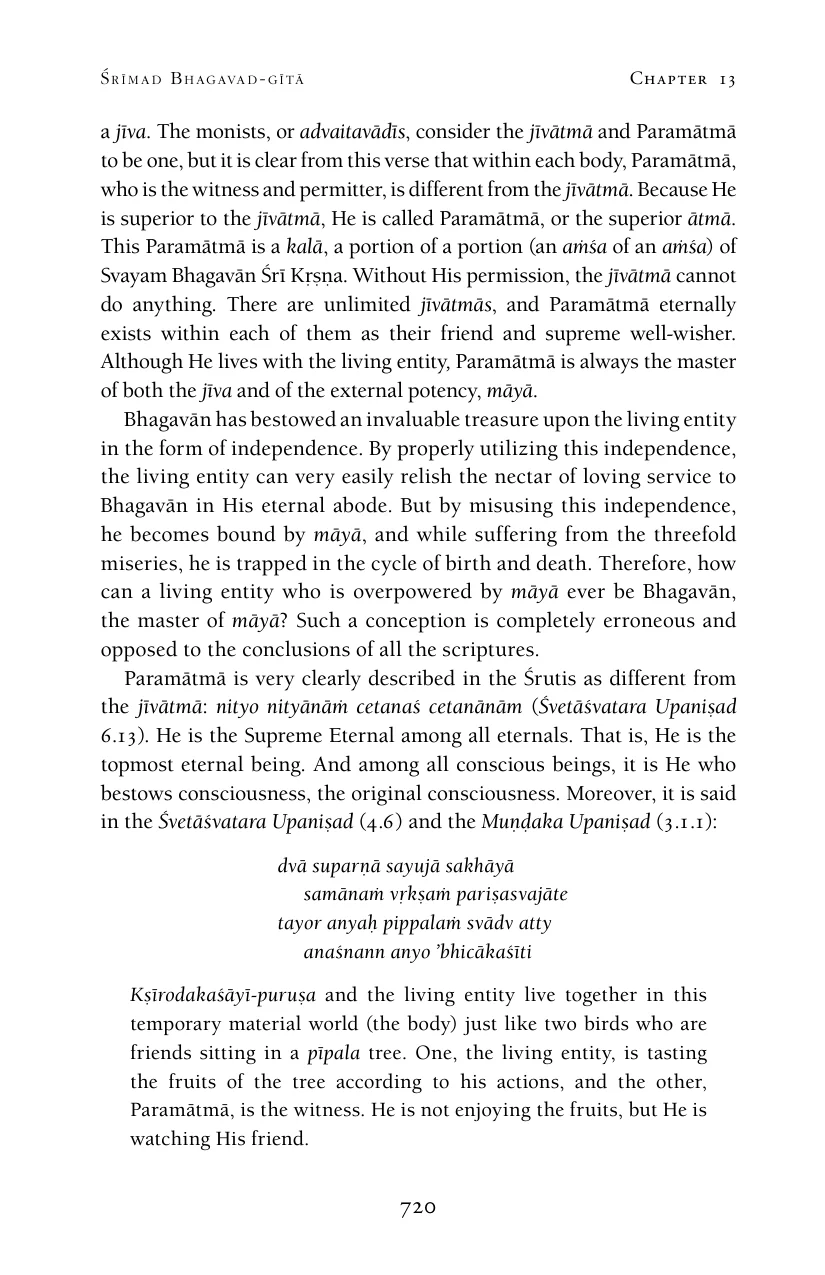 Śrīmad Bhagavad-gītā Chapter 13
a jīva. The monists, or advaitavādīs, consider the jīvātmā and Paramātmā
to be one, but it is clear from this verse that within each body, Paramātmā,
who is the witness and permitter, is different from the jīvātmā. Because He
is superior to the jīvātmā, He is called Paramātmā, or the superior ātmā.
This Paramātmā is a kalā, a portion of a portion (an aṁśa of an aṁśa) of
Svayam Bhagavān Śrī Kṛṣṇa. Without His permission, the jīvātmā cannot
do anything. There are unlimited jīvātmās, and Paramātmā eternally
exists within each of them as their friend and supreme well-wisher.
Although He lives with the living entity, Paramātmā is always the master
of both the jīva and of the external potency, māyā.
Bhagavān has bestowed an invaluable treasure upon the living entity
in the form of independence. By properly utilizing this independence,
the living entity can very easily relish the nectar of loving service to
Bhagavān in His eternal abode. But by misusing this independence,
he becomes bound by māyā, and while suffering from the threefold
miseries, he is trapped in the cycle of birth and death. Therefore, how
can a living entity who is overpowered by māyā ever be Bhagavān,
the master of māyā? Such a conception is completely erroneous and
opposed to the conclusions of all the scriptures.
Paramātmā is very clearly described in the Śrutis as different from
the jīvātmā: nityo nityānāṁ cetanaś cetanānām (Śvetāśvatara Upaniṣad
6.13). He is the Supreme Eternal among all eternals. That is, He is the
topmost eternal being. And among all conscious beings, it is He who
bestows consciousness, the original consciousness. Moreover, it is said
in the Śvetāśvatara Upaniṣad (4.6) and the Muṇḍaka Upaniṣad (3.1.1):
dvā suparṇā sayujā sakhāyā
samānaṁ vṛkṣaṁ pariṣasvajāte
tayor anyaḥ pippalaṁ svādv atty
anaśnann anyo ’bhicākaśīti
Kṣīrodakaśāyī-puruṣa and the living entity live together in this
temporary material world (the body) just like two birds who are
friends sitting in a pīpala tree. One, the living entity, is tasting
the fruits of the tree according to his actions, and the other,
Paramātmā, is the witness. He is not enjoying the fruits, but He is
watching His friend.
720